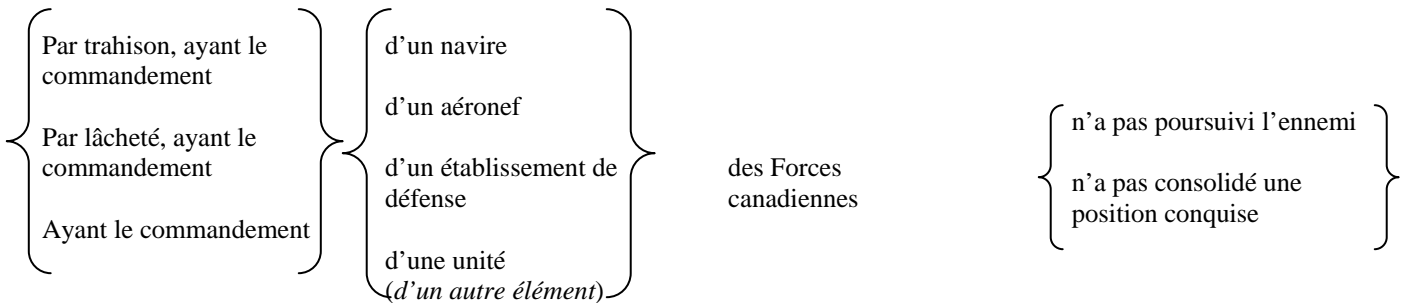 Par trahison, ayant le
commandement
Par lâcheté, ayant le
commandement
Ayant le commandement
d’un navire
d’un aéronef
d’un établissement de
défense
d’une unité
(d’un autre élément)
des Forces
canadiennes
n’a pas poursuivi l’ennemi
n’a pas consolidé une
position conquise